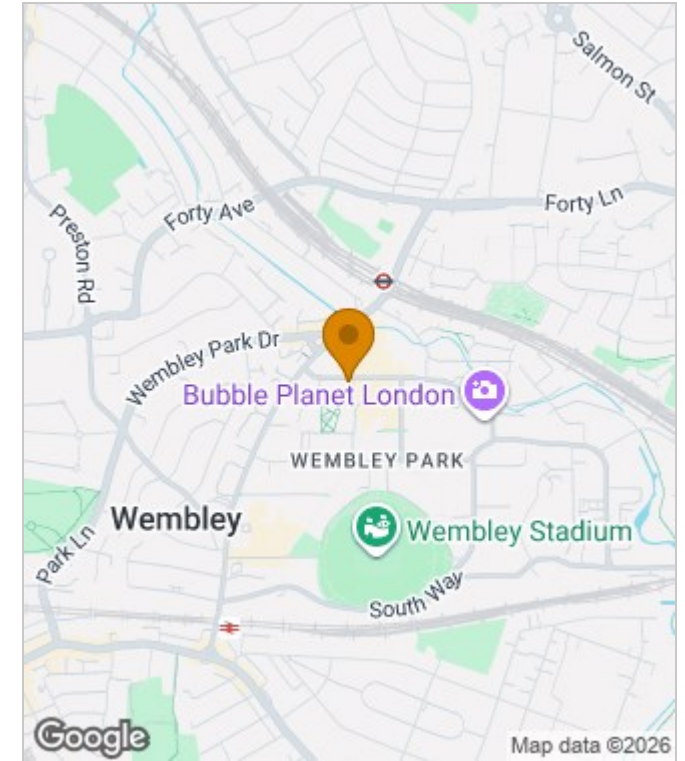 Salmon St
Forty Ave
Forty Ln
Preston Rd
Wembley Park Dr
Bubble Planet London
WEMBLEY PARK
Wembley
Wembley Stadium
Park Ln
South Way
Google
Map data ©2026